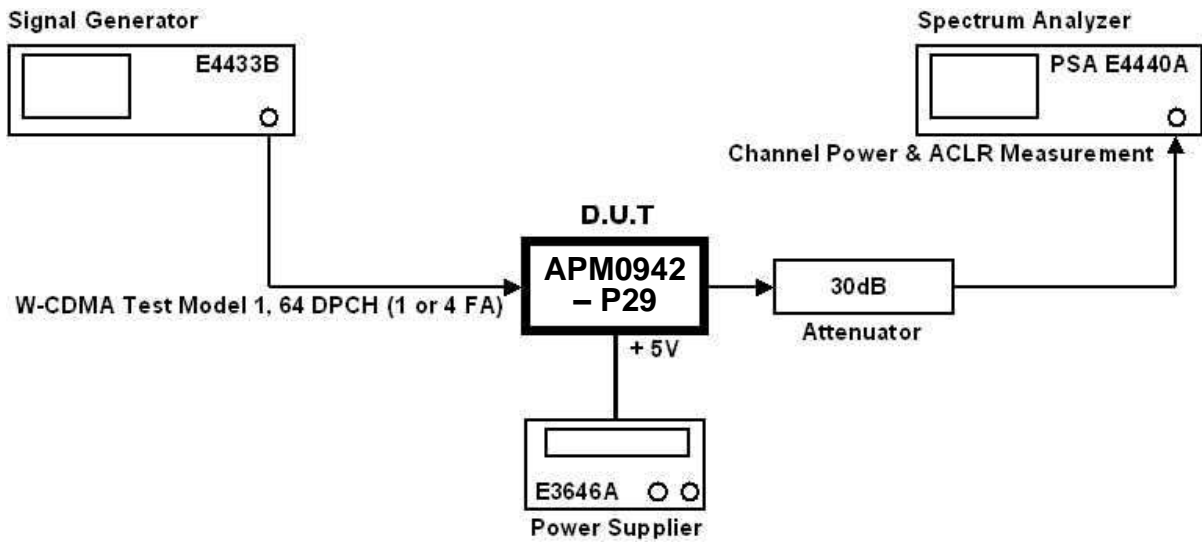 Signal Generator
E4433B
Spectrum Analyzer
PSA E4440A
Channel Power & ACLR Measurement
D.U.T
APM0942
– P29
W-CDMA Test Model 1, 64 DPCH (1 or 4 FA)
30dB
Attenuator
+ 5V
E3646A
Power Supplier